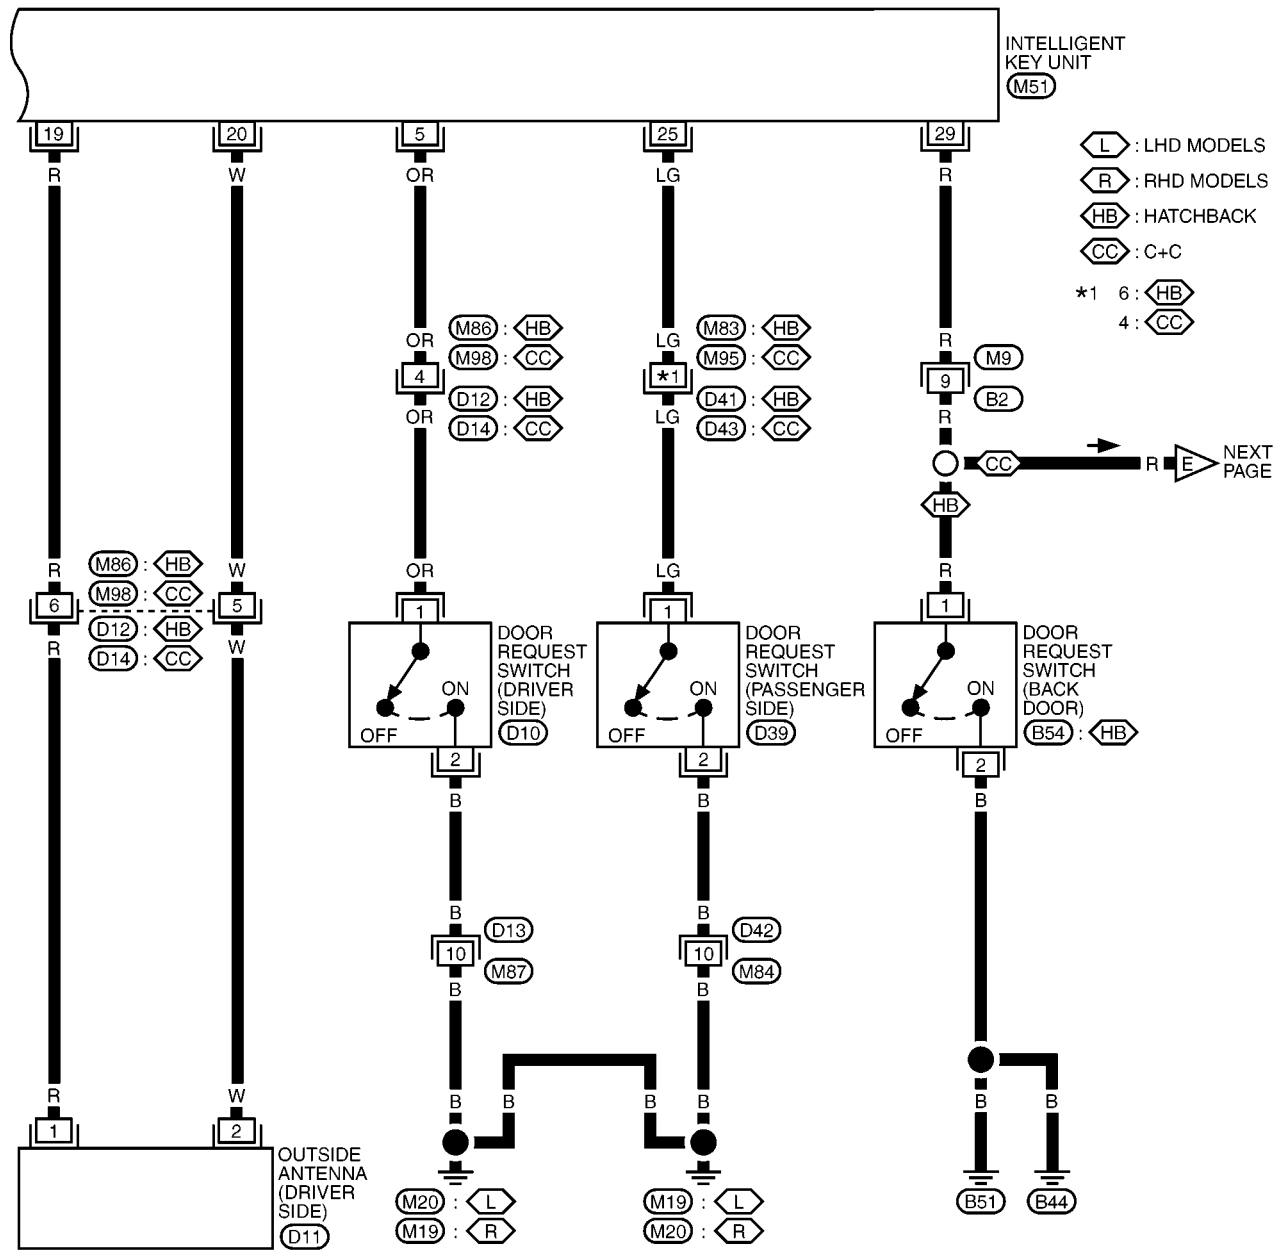 INTELLIGENT
KEY UNIT
M51
19 20 5 25 29
R W OR LG R
L : LHD MODELS
R : RHD MODELS
HB : HATCHBACK
CC : C+C
*1 6 : HB
4 : CC
M86 : HB
M98 : CC
M83 : HB
M95 : CC
OR LG R
M9
4 *1 9
D12 : HB
D14 : CC
D41 : HB
D43 : CC
B2
OR LG R
CC
R
E
NEXT
PAGE
HB
R W OR LG R
M86 : HB
M98 : CC
6 5
D12 : HB
D14 : CC
R W
1 1 1
DOOR
REQUEST
SWITCH
(DRIVER
SIDE)
D10
ON
OFF
DOOR
REQUEST
SWITCH
(PASSENGER
SIDE)
D39
ON
OFF
DOOR
REQUEST
SWITCH
(BACK
DOOR)
B54 : HB
ON
OFF
2 2 2
B B B
B B
D13 D42
10 10
M87 M84
B B
R W B B B B B B
1 2
OUTSIDE
ANTENNA
(DRIVER
SIDE)
D11
M20 : L
M19 : R
M19 : L
M20 : R
B51 B44